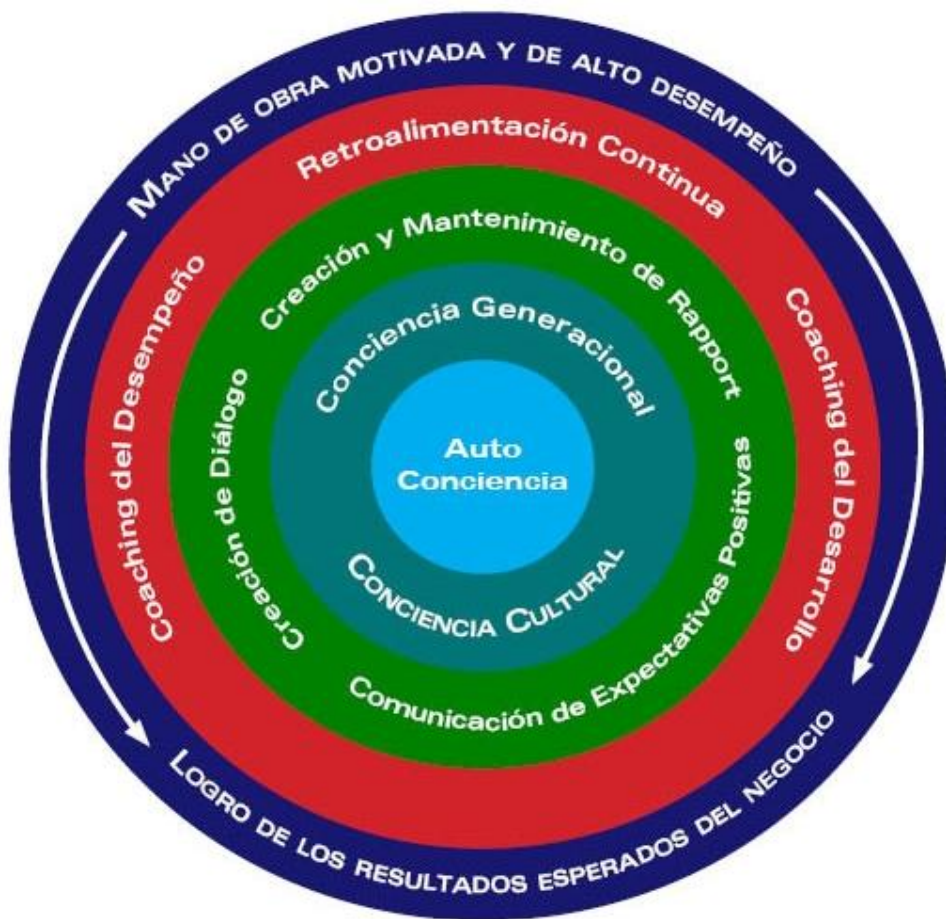 MANO DE OBRA MOTIVADA Y DE ALTO DESEMPEÑO
Retroalimentación Continua
Coaching del Desempeño
Coaching del Desarrollo
Creación y Mantenimiento de Rapport
Creación de Diálogo
Comunicación de Expectativas Positivas
Conciencia Generacional
Auto
Conciencia
CONCIENCIA CULTURAL
LOGRO DE LOS RESULTADOS ESPERADOS DEL NEGOCIO